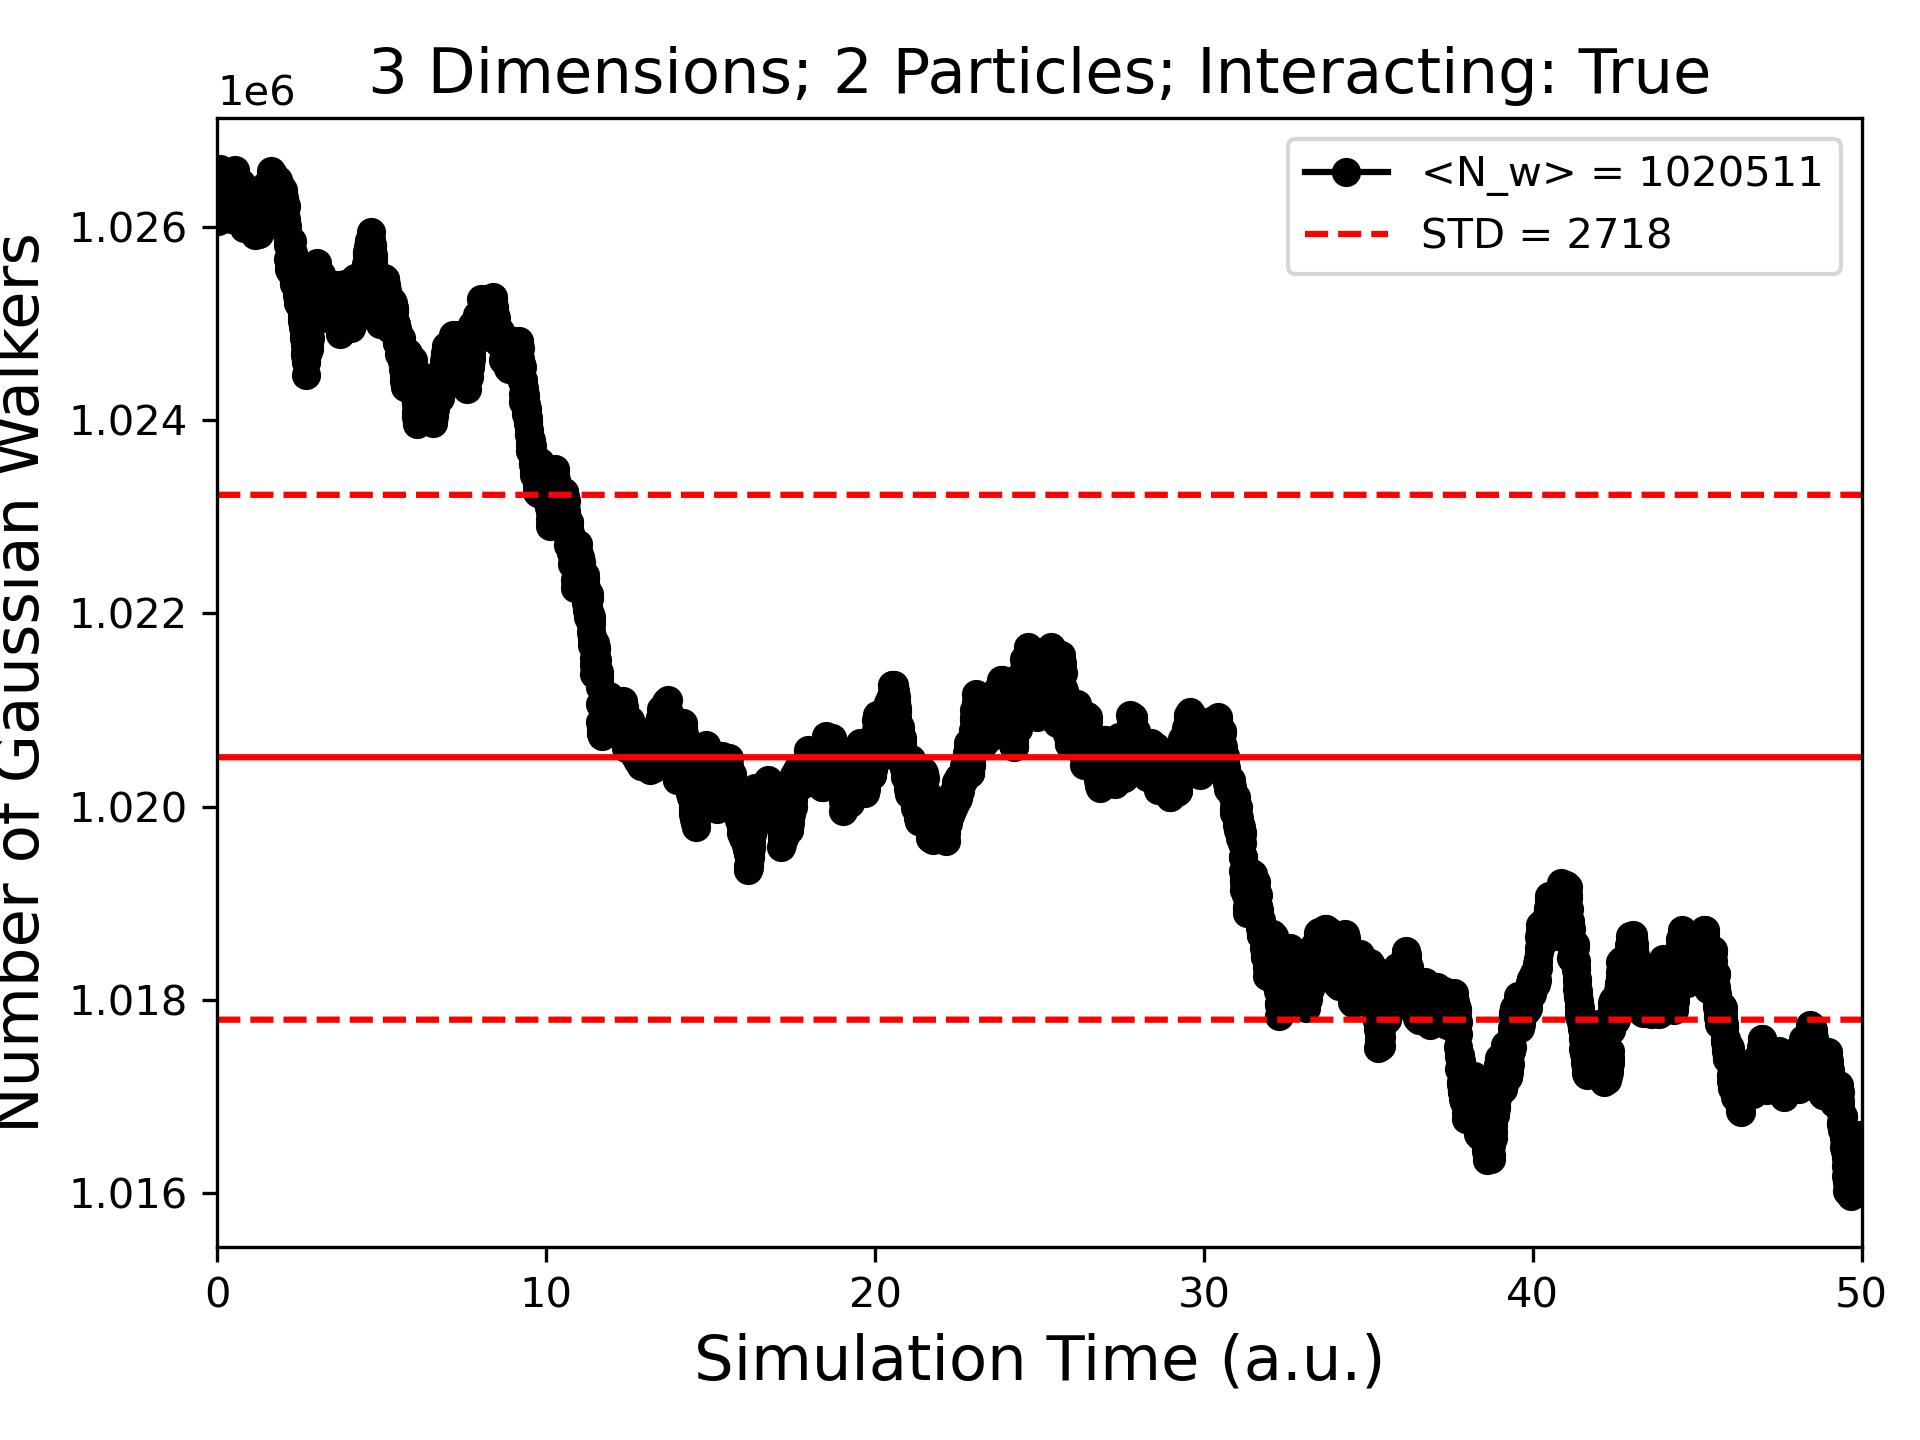 3 Dimensions; 2 Particles; Interacting: True
1e6
<N_w> = 1020511
STD = 2718
Number of Gaussian Walkers
1.026
1.024
1.022
1.020
1.018
1.016
0 10 20 30 40 50
Simulation Time (a.u.)